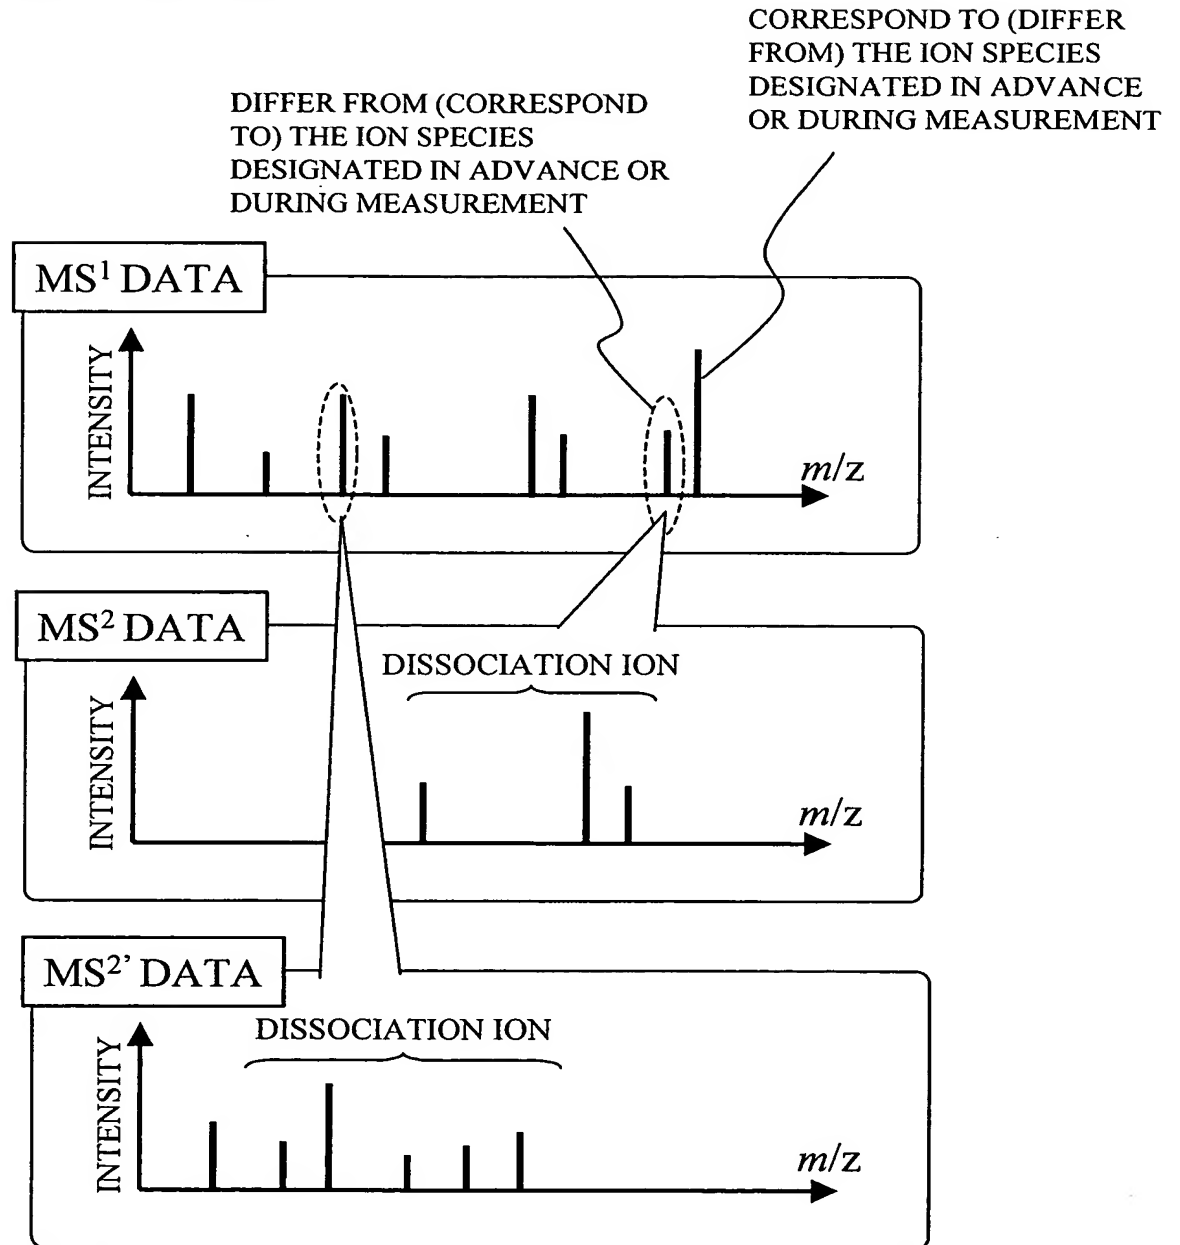 CORRESPOND TO (DIFFER
FROM) THE ION SPECIES
DESIGNATED IN ADVANCE
OR DURING MEASUREMENT
DIFFER FROM (CORRESPOND
TO) THE ION SPECIES
DESIGNATED IN ADVANCE OR
DURING MEASUREMENT
MS¹ DATA
INTENSITY
m/z
MS² DATA
DISSOCIATION ION
INTENSITY
m/z
MS²' DATA
DISSOCIATION ION
INTENSITY
m/z